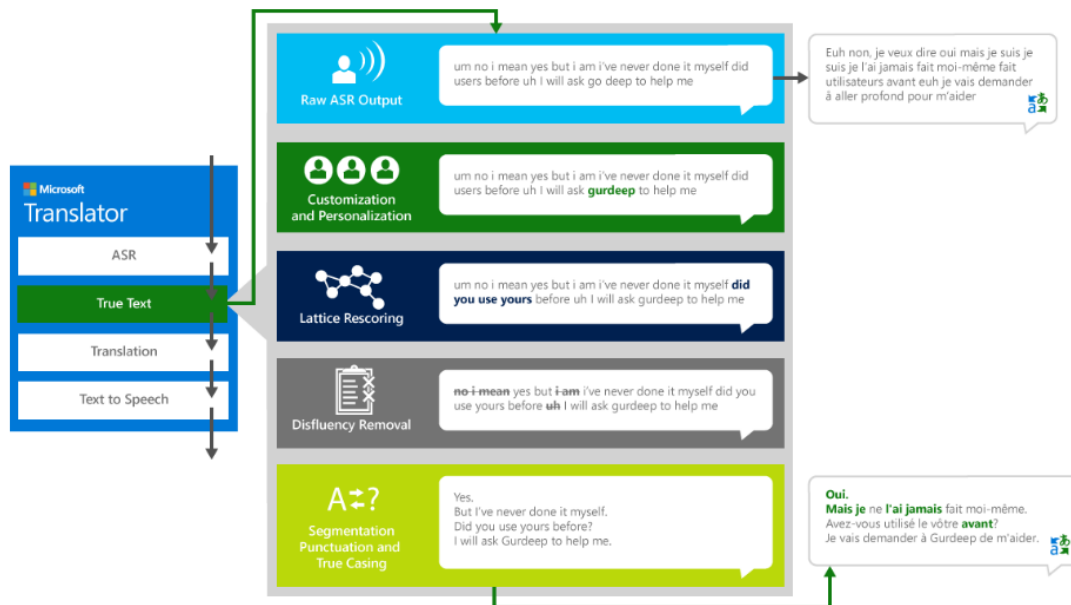 Microsoft
Translator
ASR
True Text
Translation
Text to Speech
Raw ASR Output
um no i mean yes but i am i've never done it myself did
users before uh I will ask go deep to help me
Euh non, je veux dire oui mais je suis je
suis je l'ai jamais fait moi-même fait
utilisateurs avant euh je vais demander
à aller profond pour m'aider
Customization
and Personalization
um no i mean yes but i am i've never done it myself did
users before uh I will ask gurdeep to help me
Lattice Rescoring
um no i mean yes but i am i've never done it myself did
you use yours before uh I will ask gurdeep to help me
Disfluency Removal
no i mean yes but i am i've never done it myself did you
use yours before uh I will ask gurdeep to help me
A⇄?
Segmentation
Punctuation and
True Casing
Yes.
But I've never done it myself.
Did you use yours before?
I will ask Gurdeep to help me.
Oui.
Mais je ne l'ai jamais fait moi-même.
Avez-vous utilisé le vôtre avant?
Je vais demander à Gurdeep de m'aider.